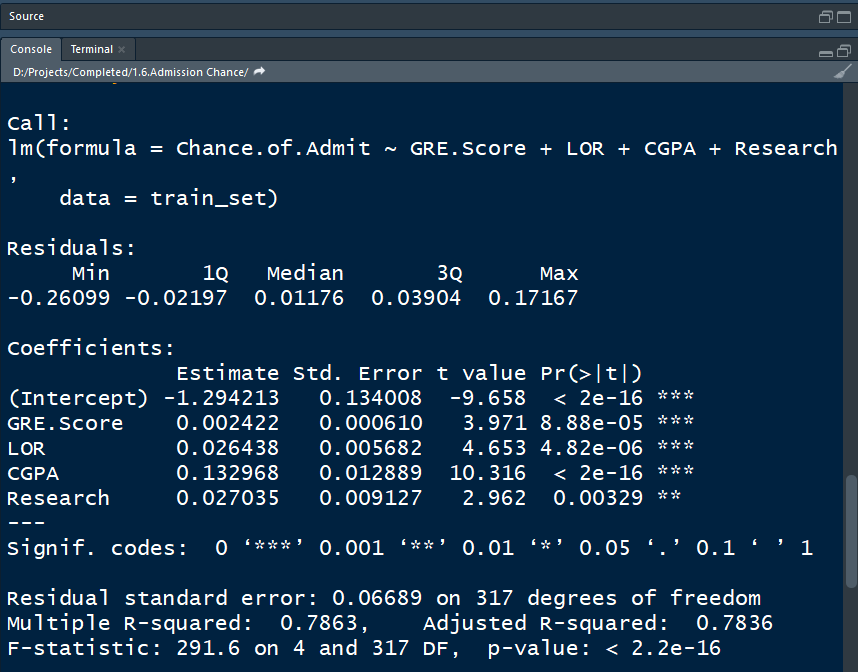 Source
Console Terminal ×
D:/Projects/Completed/1.6.Admission Chance/
Call:
lm(formula = Chance.of.Admit ~ GRE.Score + LOR + CGPA + Research
,
    data = train_set)
Residuals:
     Min       1Q   Median       3Q      Max
-0.26099 -0.02197  0.01176  0.03904  0.17167
Coefficients:
             Estimate Std. Error t value Pr(>|t|)
(Intercept) -1.294213   0.134008  -9.658  < 2e-16 ***
GRE.Score    0.002422   0.000610   3.971 8.88e-05 ***
LOR          0.026438   0.005682   4.653 4.82e-06 ***
CGPA         0.132968   0.012889  10.316  < 2e-16 ***
Research     0.027035   0.009127   2.962  0.00329 **
---
Signif. codes:  0 ‘***’ 0.001 ‘**’ 0.01 ‘*’ 0.05 ‘.’ 0.1 ‘ ’ 1
Residual standard error: 0.06689 on 317 degrees of freedom
Multiple R-squared:  0.7863,    Adjusted R-squared:  0.7836
F-statistic: 291.6 on 4 and 317 DF,  p-value: < 2.2e-16